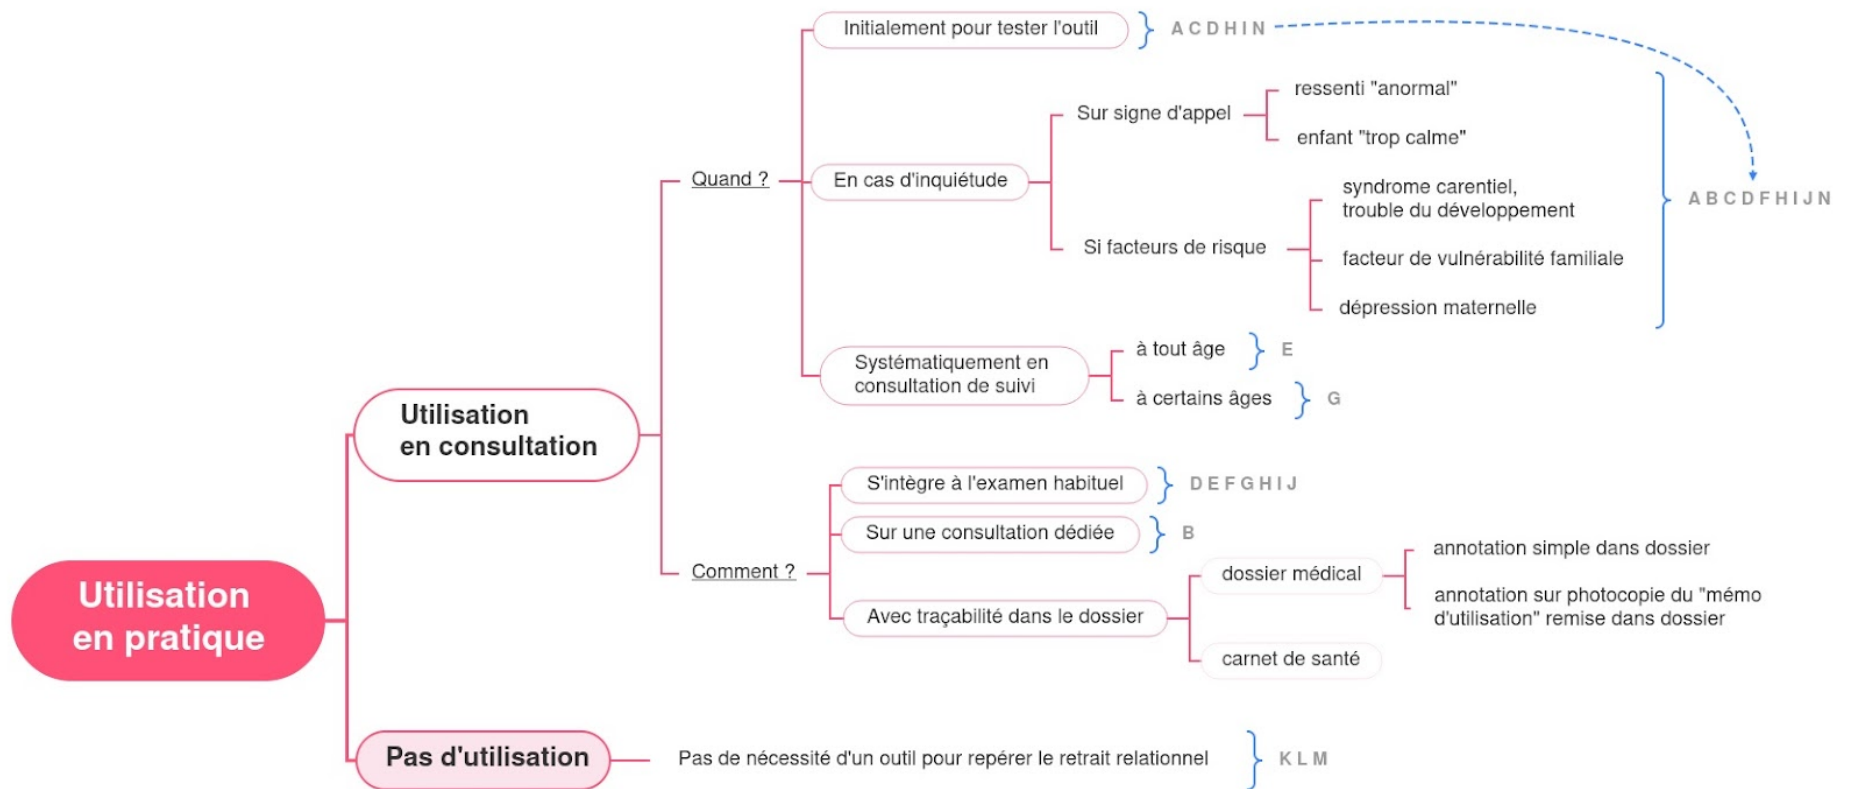 Initialement pour tester l'outil
A C D H I N
ressenti "anormal"
Sur signe d'appel
enfant "trop calme"
Quand ?
En cas d'inquiétude
syndrome carentiel,
trouble du développement
A B C D F H I J N
Si facteurs de risque
facteur de vulnérabilité familiale
dépression maternelle
Systématiquement en
consultation de suivi
à tout âge
E
à certains âges
G
Utilisation
en consultation
S'intègre à l'examen habituel
D E F G H I J
Sur une consultation dédiée
B
Comment ?
dossier médical
annotation simple dans dossier
annotation sur photocopie du "mémo
d'utilisation" remise dans dossier
Avec traçabilité dans le dossier
carnet de santé
Utilisation
en pratique
Pas d'utilisation
Pas de nécessité d'un outil pour repérer le retrait relationnel
K L M